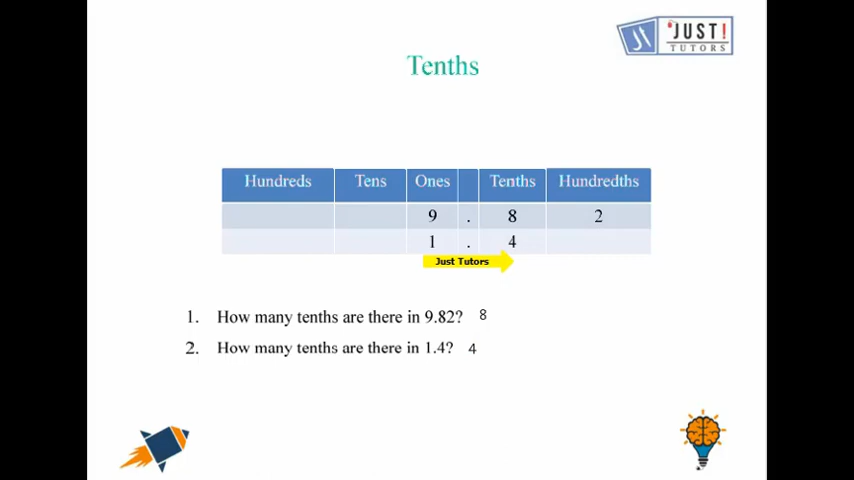 JUST!
TUTORS
Tenths
Hundreds Tens Ones Tenths Hundredths
9 . 8 2
1 . 4
Just Tutors
1. How many tenths are there in 9.82? 8
2. How many tenths are there in 1.4? 4